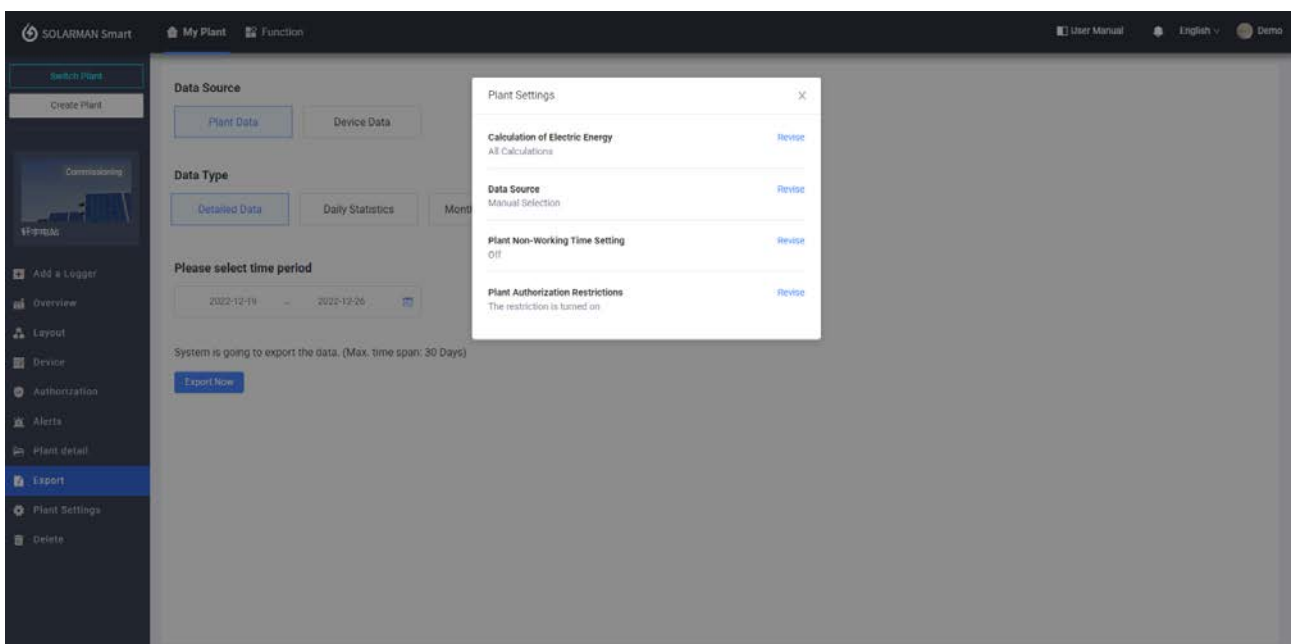 SOLARMAN Smart
My Plant
Function
User Manual
English
Demo
Switch Plant
Create Plant
Commissioning
Add a Logger
Overview
Layout
Device
Authorization
Alerts
Plant detail
Export
Plant Settings
Delete
Data Source
Plant Data
Device Data
Data Type
Detailed Data
Daily Statistics
Please select time period
2022-12-19 – 2022-12-26
System is going to export the data. (Max. time span: 30 Days)
Export Now
Plant Settings
Calculation of Electric Energy
Revise
All Calculations
Data Source
Revise
Manual Selection
Plant Non-Working Time Setting
Revise
Off
Plant Authorization Restrictions
Revise
The restriction is turned on